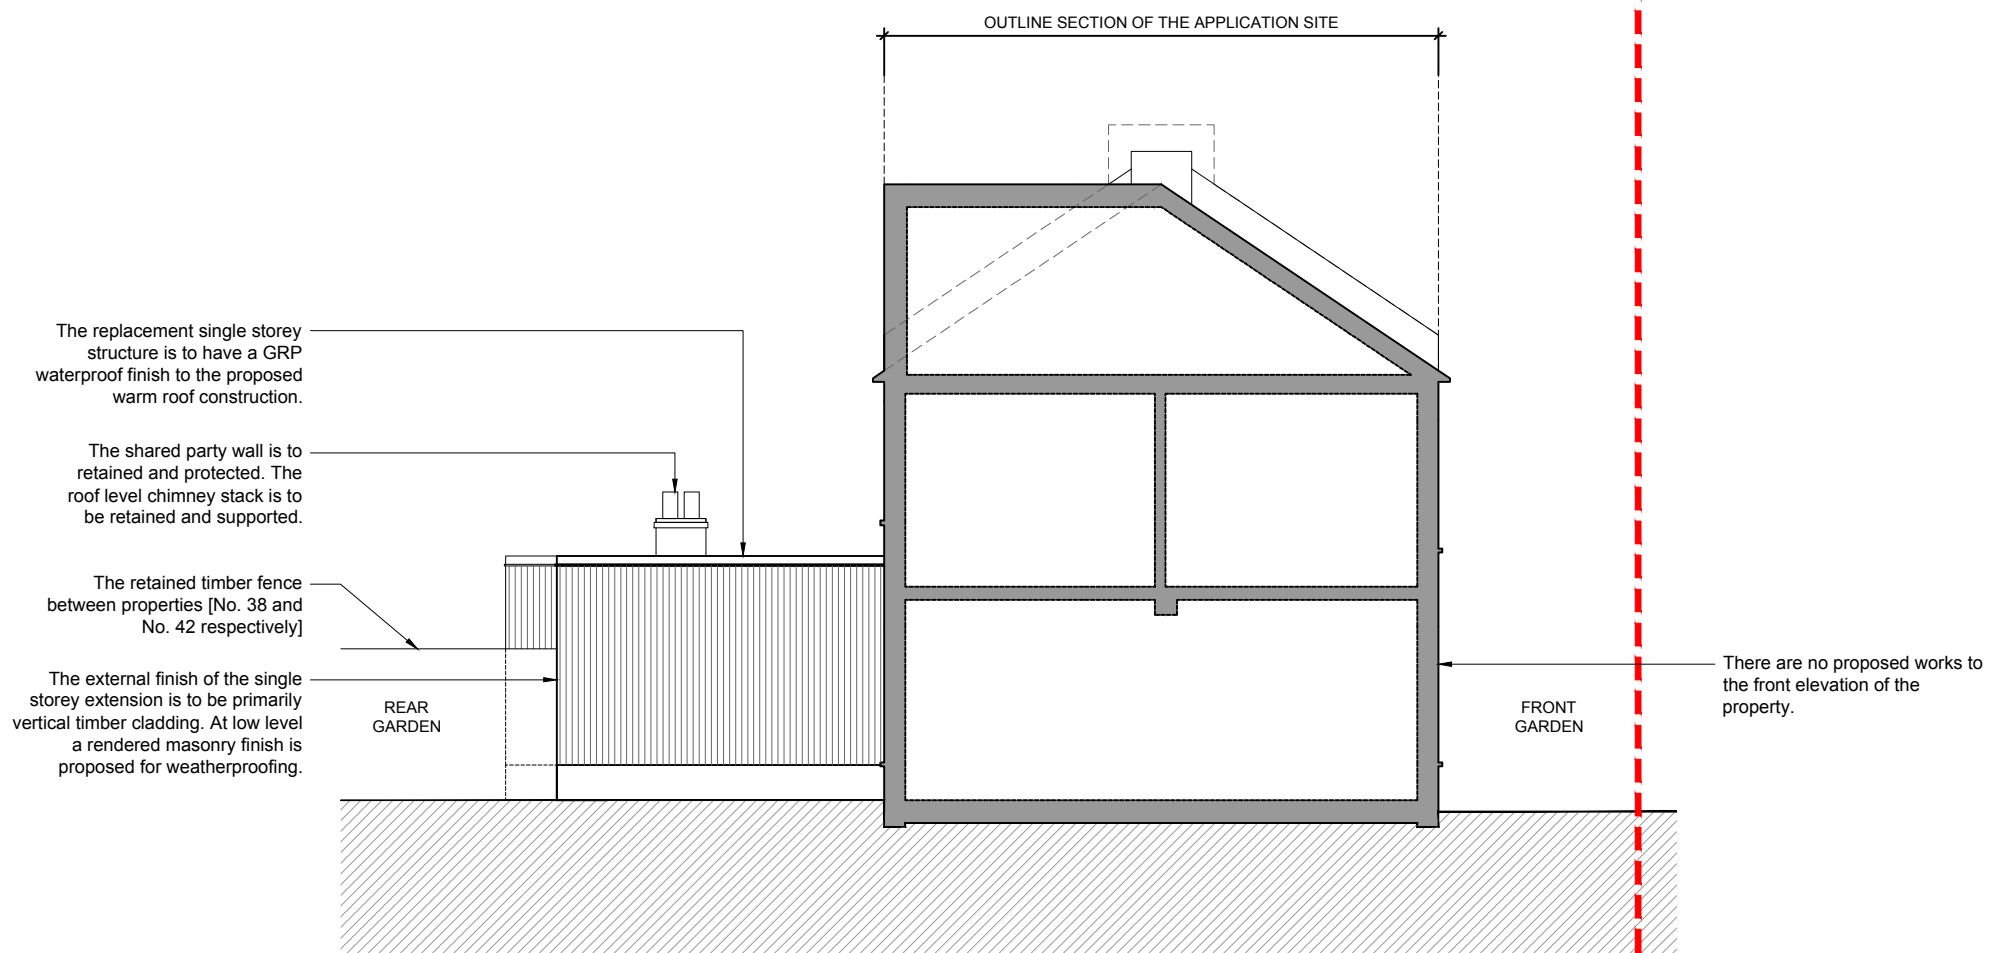 OUTLINE SECTION OF THE APPLICATION SITE
The replacement single storey
structure is to have a GRP
waterproof finish to the proposed
warm roof construction.
The shared party wall is to
retained and protected. The
roof level chimney stack is to
be retained and supported.
The retained timber fence
between properties [No. 38 and
No. 42 respectively]
The external finish of the single
storey extension is to be primarily
vertical timber cladding. At low level
a rendered masonry finish is
proposed for weatherproofing.
REAR
GARDEN
FRONT
GARDEN
There are no proposed works to
the front elevation of the
property.